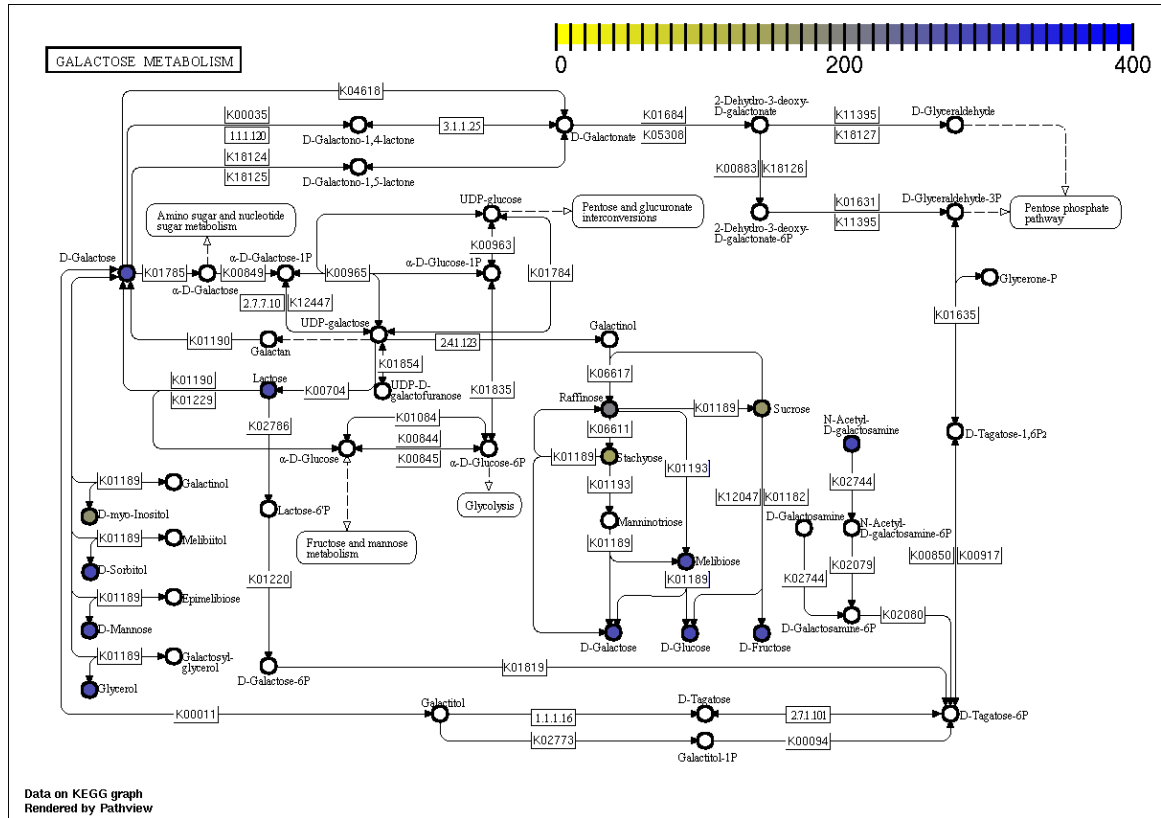 GALACTOSE METABOLISM
0
200
400
K04618
K00035
1.1.1.120
D-Galactono-1,4-lactone
3.1.1.25
D-Galactonate
K01684
K05308
2-Dehydro-3-deoxy-
D-galactonate
K11395
K18127
D-Glyceraldehyde
K18124
K18125
D-Galactono-1,5-lactone
K00883
K18126
Amino sugar and nucleotide
sugar metabolism
UDP-glucose
Pentose and glucuronate
interconversions
2-Dehydro-3-deoxy-
D-galactonate-6P
K01631
K11395
D-Glyceraldehyde-3P
Pentose phosphate
pathway
D-Galactose
K01785
α-D-Galactose
K00849
α-D-Galactose-1P
K00965
α-D-Glucose-1P
K00963
K01784
Glycerone-P
2.7.7.10
K12447
UDP-galactose
K01635
K01190
Galactan
2.4.1.123
Galactinol
K01854
UDP-D-
galactofuranose
K01190
K01229
Lactose
K00704
K01835
K06617
K02786
Raffinose
K01189
Sucrose
N-Acetyl-
D-galactosamine
D-Tagatose-1,6P2
K01084
K00844
K00845
α-D-Glucose
α-D-Glucose-6P
K06611
K01189
Stachyose
K01193
K01193
K02744
K01189
Galactinol
D-myo-Inositol
Lactose-6'P
Glycolysis
Fructose and mannose
metabolism
Manninotriose
K12047
K01182
D-Galactosamine
N-Acetyl-
D-galactosamine-6P
K01189
Melibiitol
D-Sorbitol
K01189
Melibiose
K01189
K02744
K02079
K00850
K00917
K01220
K01189
Epimelibiose
D-Mannose
D-Galactosamine-6P
K02080
K01189
Galactosyl-
glycerol
Glycerol
D-Galactose
D-Glucose
D-Fructose
D-Galactose-6P
K01819
K00011
Galactitol
1.1.1.16
D-Tagatose
2.7.1.101
D-Tagatose-6P
K02773
Galactitol-1P
K00094
Data on KEGG graph
Rendered by Pathview